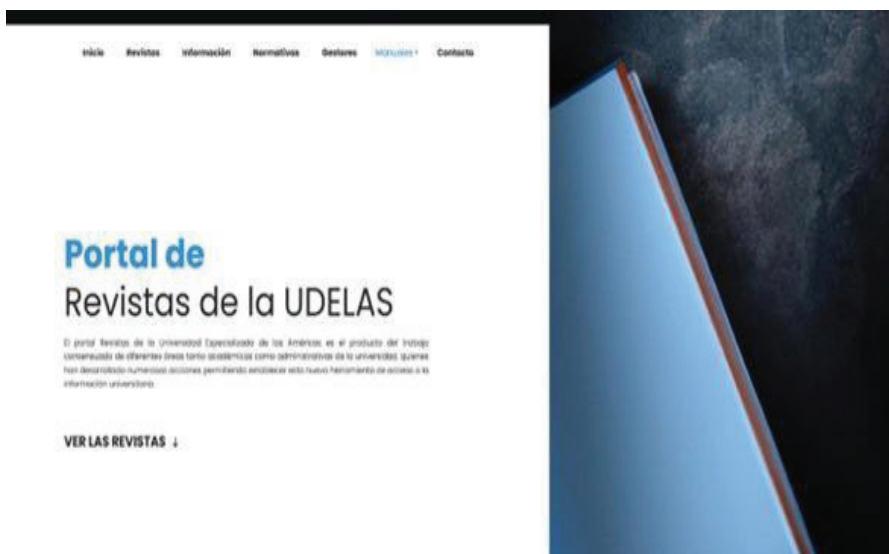 Inicio Revistas Información Normativas Gestores Manuales Contacto
Portal de
Revistas de la UDELAS
El portal Revistas de la Universidad Especializada de las Américas es el producto del trabajo
consensuado de diferentes áreas tanto académicas como administrativas de la universidad, quienes
han desarrollado numerosas acciones permitiendo establecer esta nueva herramienta de acceso a la
información universitaria.
VER LAS REVISTAS ↓